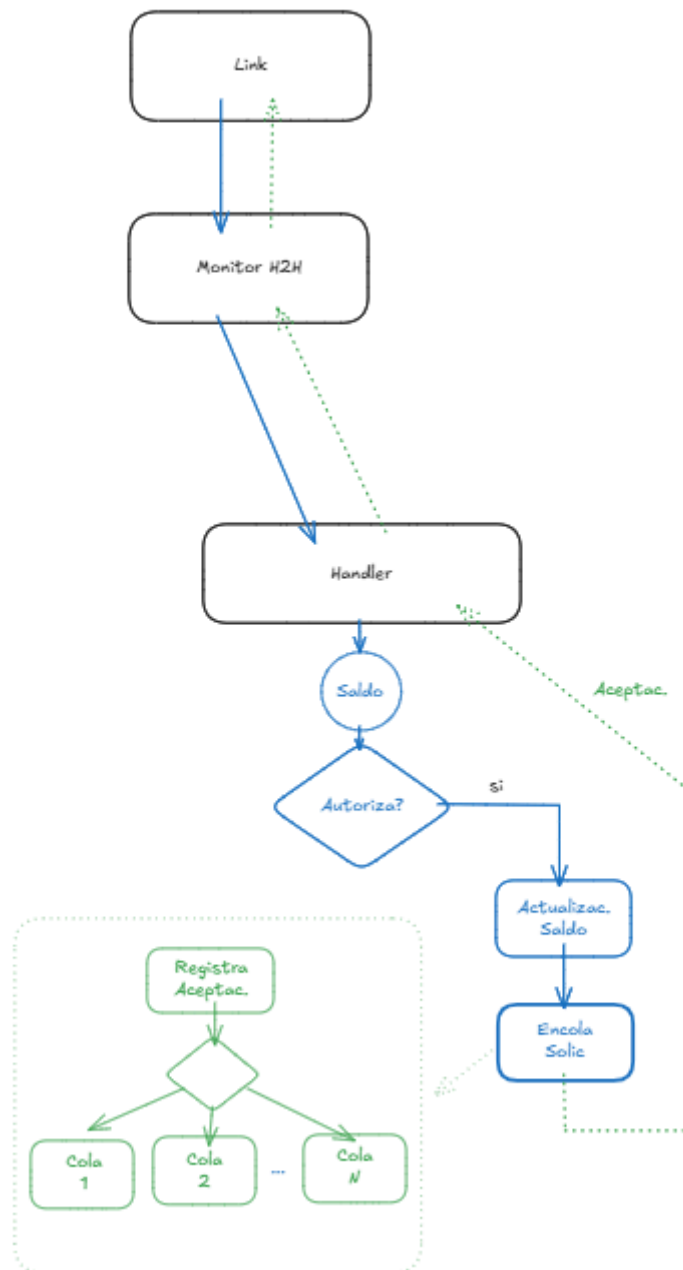 Link
Monitor H2H
Handler
Saldo
Aceptac.
Autoriza?
si
Actualizac.
Saldo
Registra
Aceptac.
Encola
Solic
Cola
1
Cola
2
...
Cola
N